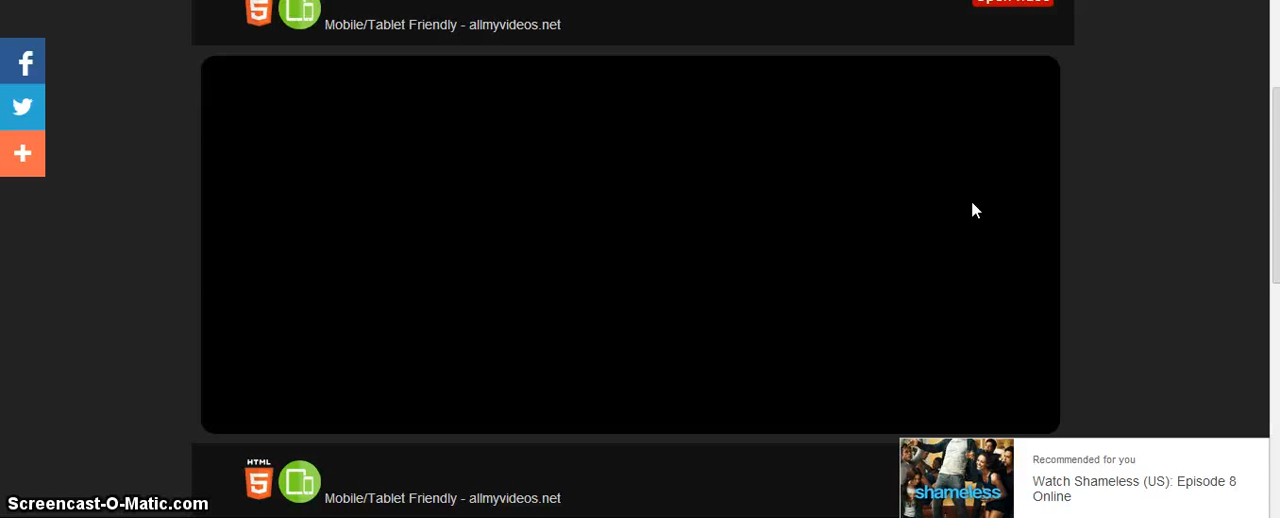 Mobile/Tablet Friendly - allmyvideos.net
HTML
5
Mobile/Tablet Friendly - allmyvideos.net
shameless
Recommended for you
Watch Shameless (US): Episode 8
Online
Screencast-O-Matic.com